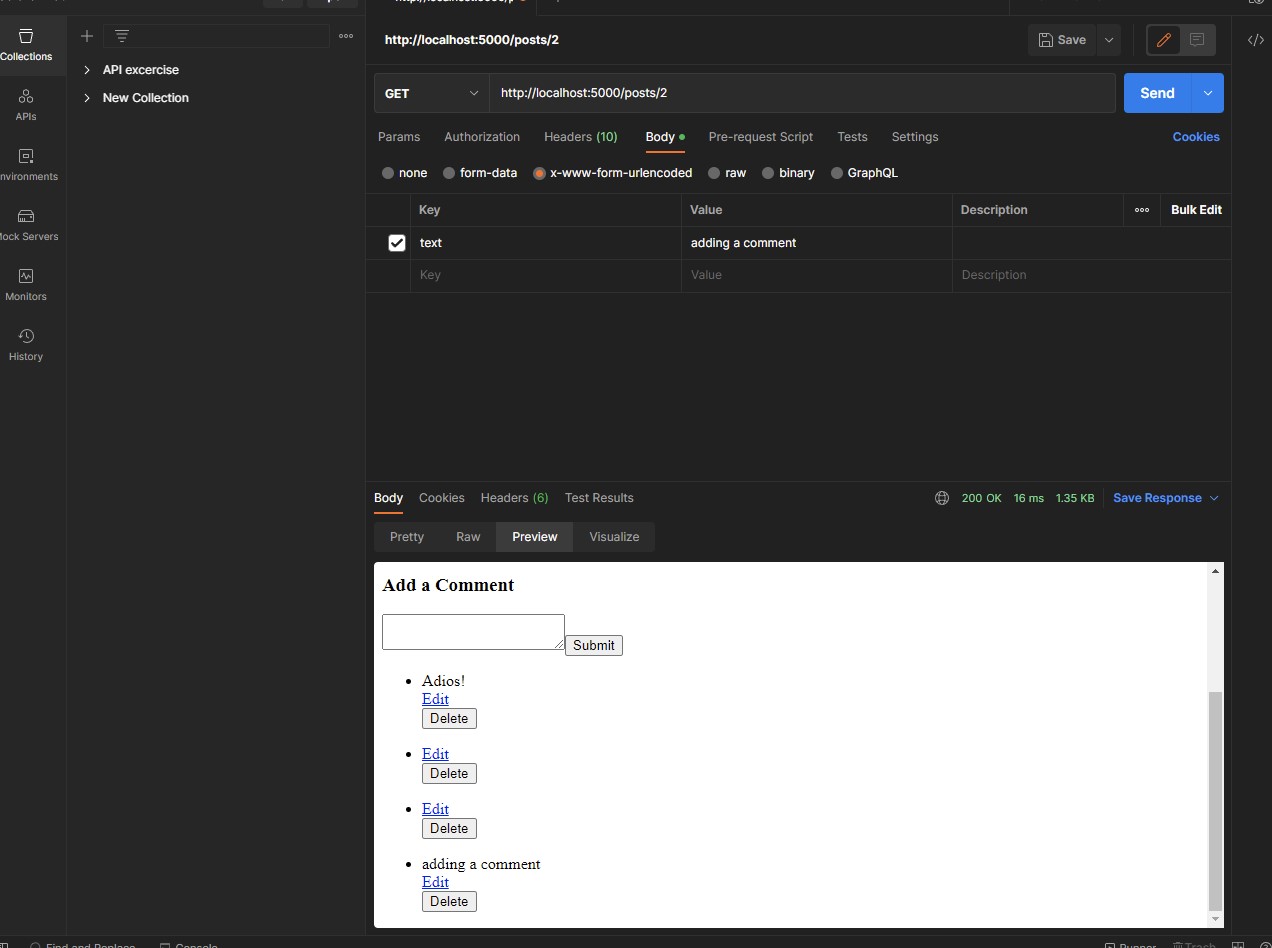 http://localhost:5000/posts/2
Save
Collections
API excercise
New Collection
APIs
GET
http://localhost:5000/posts/2
Send
Params Authorization Headers (10) Body Pre-request Script Tests Settings Cookies
none form-data x-www-form-urlencoded raw binary GraphQL
nvironments
Key Value Description Bulk Edit
Mock Servers
text adding a comment
Key Value Description
Monitors
History
Body Cookies Headers (6) Test Results 200 OK 16 ms 1.35 KB Save Response
Pretty Raw Preview Visualize
Add a Comment
Submit
Adios!
Edit
Delete
Edit
Delete
Edit
Delete
adding a comment
Edit
Delete
Find and Replace Console Runner Trash